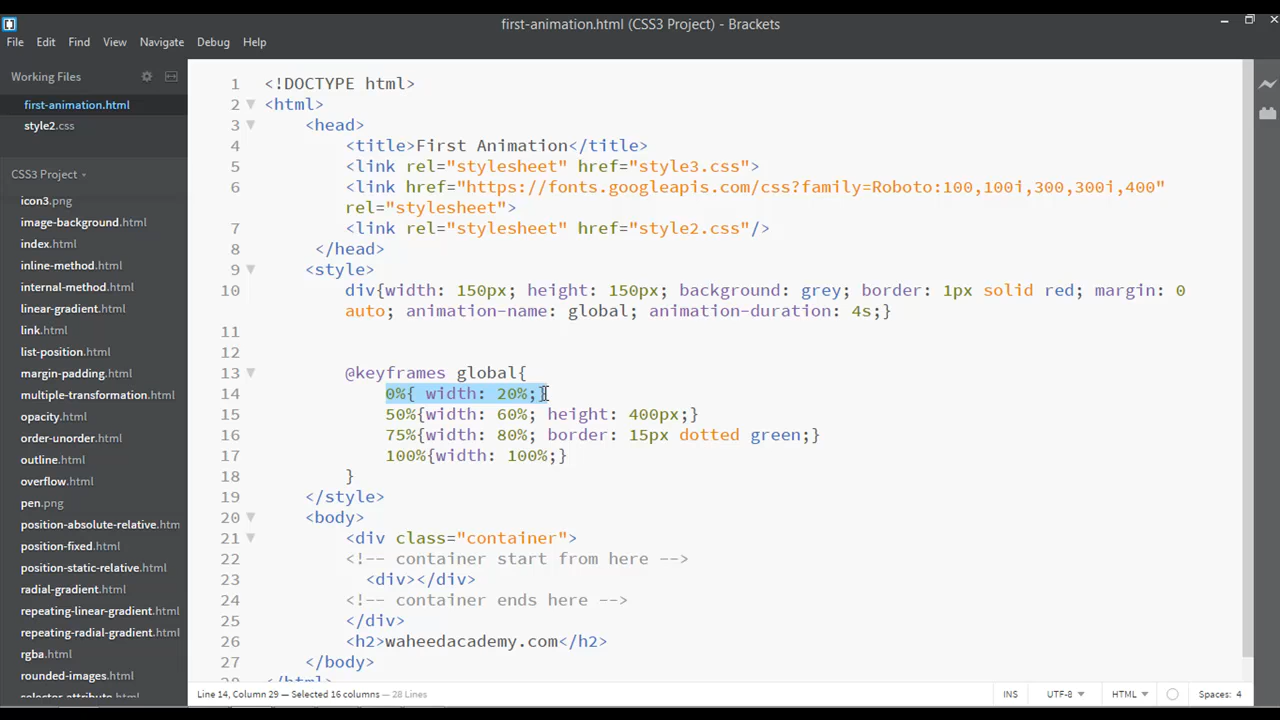 first-animation.html (CSS3 Project) - Brackets
File Edit Find View Navigate Debug Help
Working Files
first-animation.html
style2.css
CSS3 Project
icon3.png
image-background.html
index.html
inline-method.html
internal-method.html
linear-gradient.html
link.html
list-position.html
margin-padding.html
multiple-transformation.html
opacity.html
order-underline.html
outline.html
overflow.html
pen.png
position-absolute-relative.htm
position-fixed.html
position-static-relative.html
radial-gradient.html
repeating-linear-gradient.html
repeating-radial-gradient.html
rgba.html
rounded-images.html
selector-attribute.html
1 <!DOCTYPE html>
2 <html>
3 <head>
4 <title>First Animation</title>
5 <link rel="stylesheet" href="style3.css">
6 <link href="https://fonts.googleapis.com/css?family=Roboto:100,100i,300,300i,400"
rel="stylesheet">
7 <link rel="stylesheet" href="style2.css"/>
8 </head>
9 <style>
10 div{width: 150px; height: 150px; background: grey; border: 1px solid red; margin: 0
auto; animation-name: global; animation-duration: 4s;}
11
12
13 @keyframes global{
14 0%{ width: 20%;}
15 50%{width: 60%; height: 400px;}
16 75%{width: 80%; border: 15px dotted green;}
17 100%{width: 100%;}
18 }
19 </style>
20 <body>
21 <div class="container">
22 <!-- container start from here -->
23 <div></div>
24 <!-- container ends here -->
25 </div>
26 <h2>waheedacademy.com</h2>
27 </body>
</html>
Line 14, Column 29 — Selected 16 columns — 28 Lines
INS UTF-8 HTML Spaces: 4